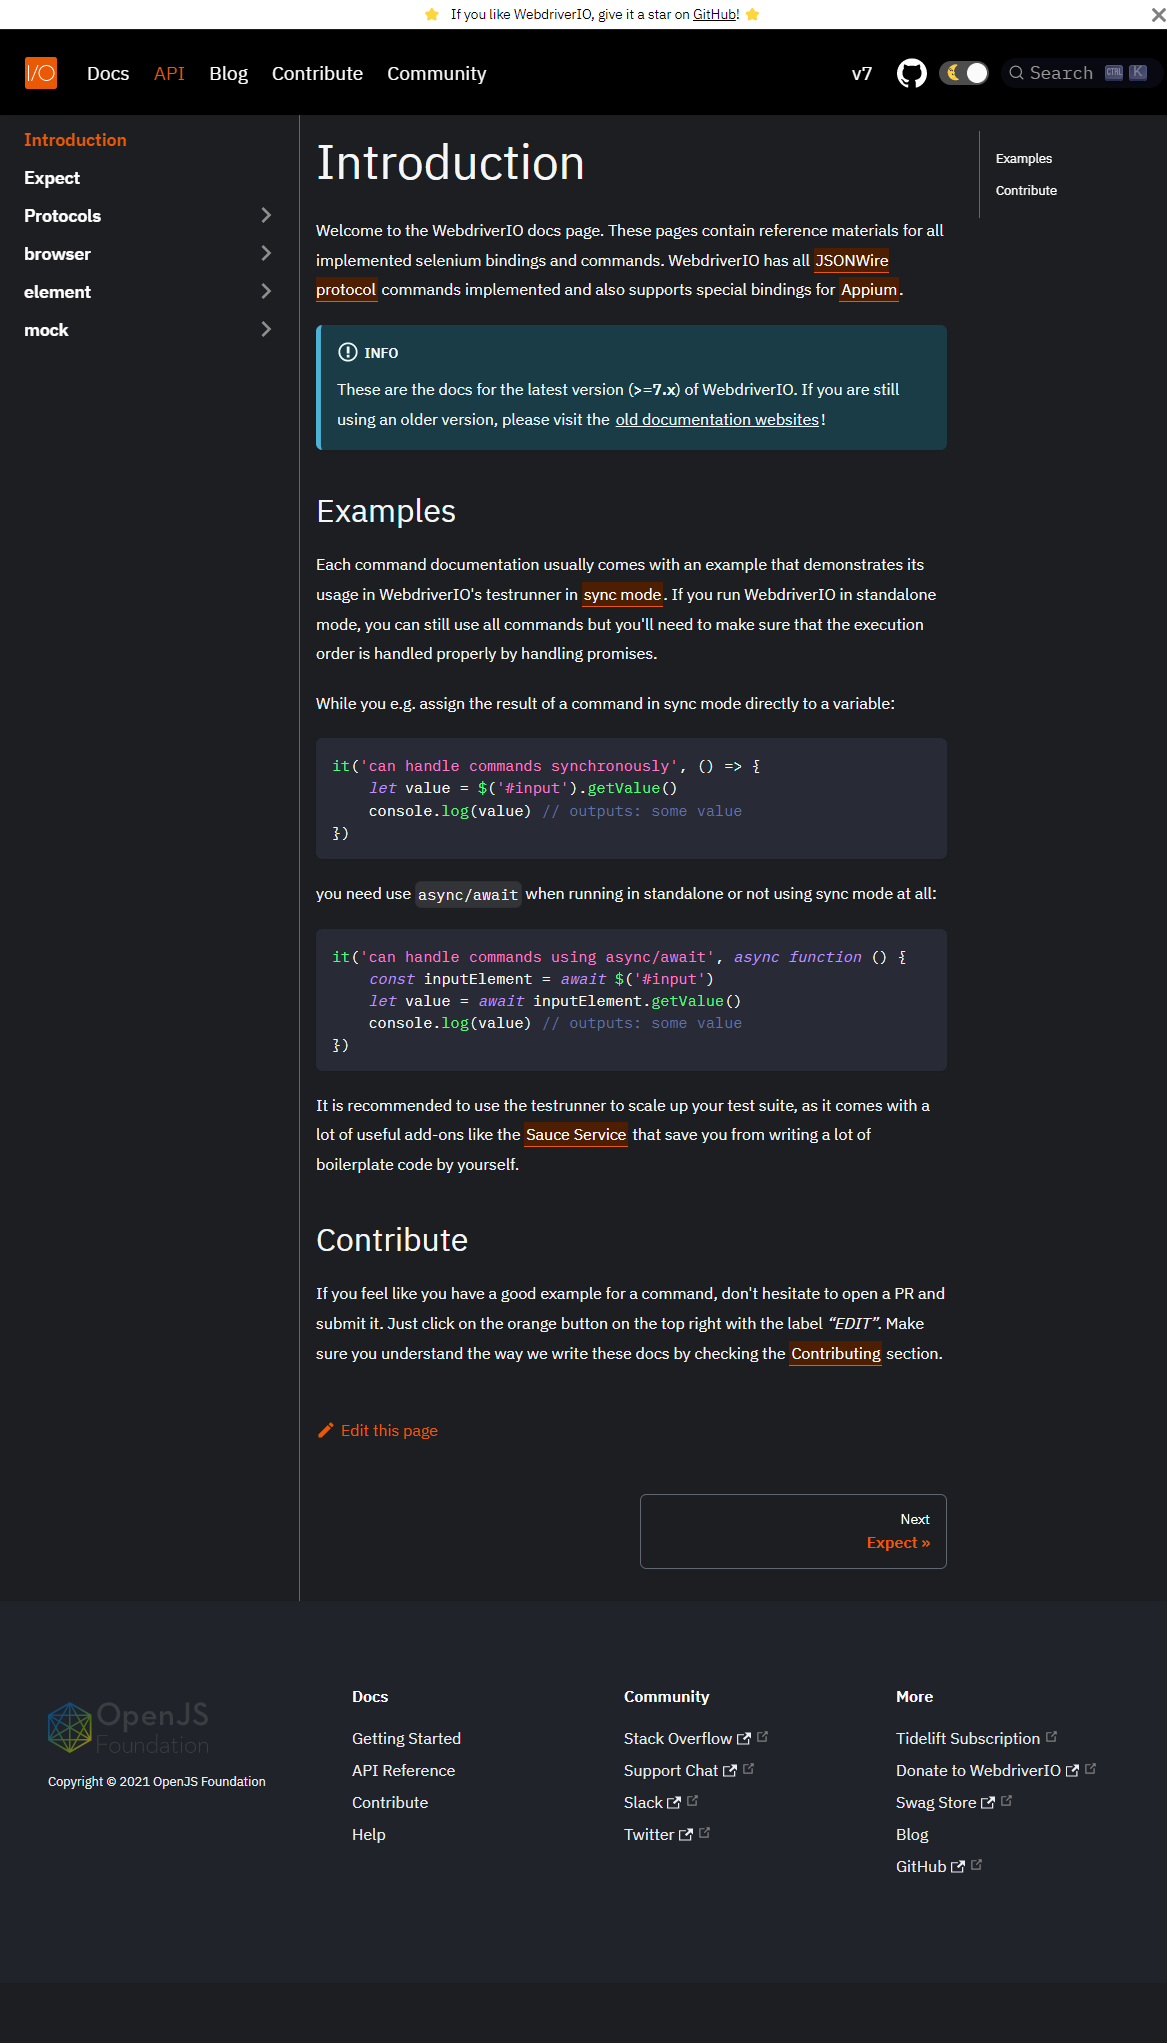 ⭐ If you like WebdriverIO, give it a star on GitHub! ⭐
I/O Docs API Blog Contribute Community v7 Search CTRL K
Introduction
Expect
Protocols
browser
element
mock
Introduction
Welcome to the WebdriverIO docs page. These pages contain reference materials for all
implemented selenium bindings and commands. WebdriverIO has all JSONWire
protocol commands implemented and also supports special bindings for Appium.
INFO
These are the docs for the latest version (>=7.x) of WebdriverIO. If you are still
using an older version, please visit the old documentation websites!
Examples
Each command documentation usually comes with an example that demonstrates its
usage in WebdriverIO's testrunner in sync mode. If you run WebdriverIO in standalone
mode, you can still use all commands but you'll need to make sure that the execution
order is handled properly by handling promises.
While you e.g. assign the result of a command in sync mode directly to a variable:
it('can handle commands synchronously', () => {
    let value = $('#input').getValue()
    console.log(value) // outputs: some value
})
you need use async/await when running in standalone or not using sync mode at all:
it('can handle commands using async/await', async function () {
    const inputElement = await $('#input')
    let value = await inputElement.getValue()
    console.log(value) // outputs: some value
})
It is recommended to use the testrunner to scale up your test suite, as it comes with a
lot of useful add-ons like the Sauce Service that save you from writing a lot of
boilerplate code by yourself.
Contribute
If you feel like you have a good example for a command, don't hesitate to open a PR and
submit it. Just click on the orange button on the top right with the label “EDIT”. Make
sure you understand the way we write these docs by checking the Contributing section.
Edit this page
Next
Expect »
Examples
Contribute
OpenJS
Foundation
Copyright © 2021 OpenJS Foundation
Docs
Getting Started
API Reference
Contribute
Help
Community
Stack Overflow
Support Chat
Slack
Twitter
More
Tidelift Subscription
Donate to WebdriverIO
Swag Store
Blog
GitHub